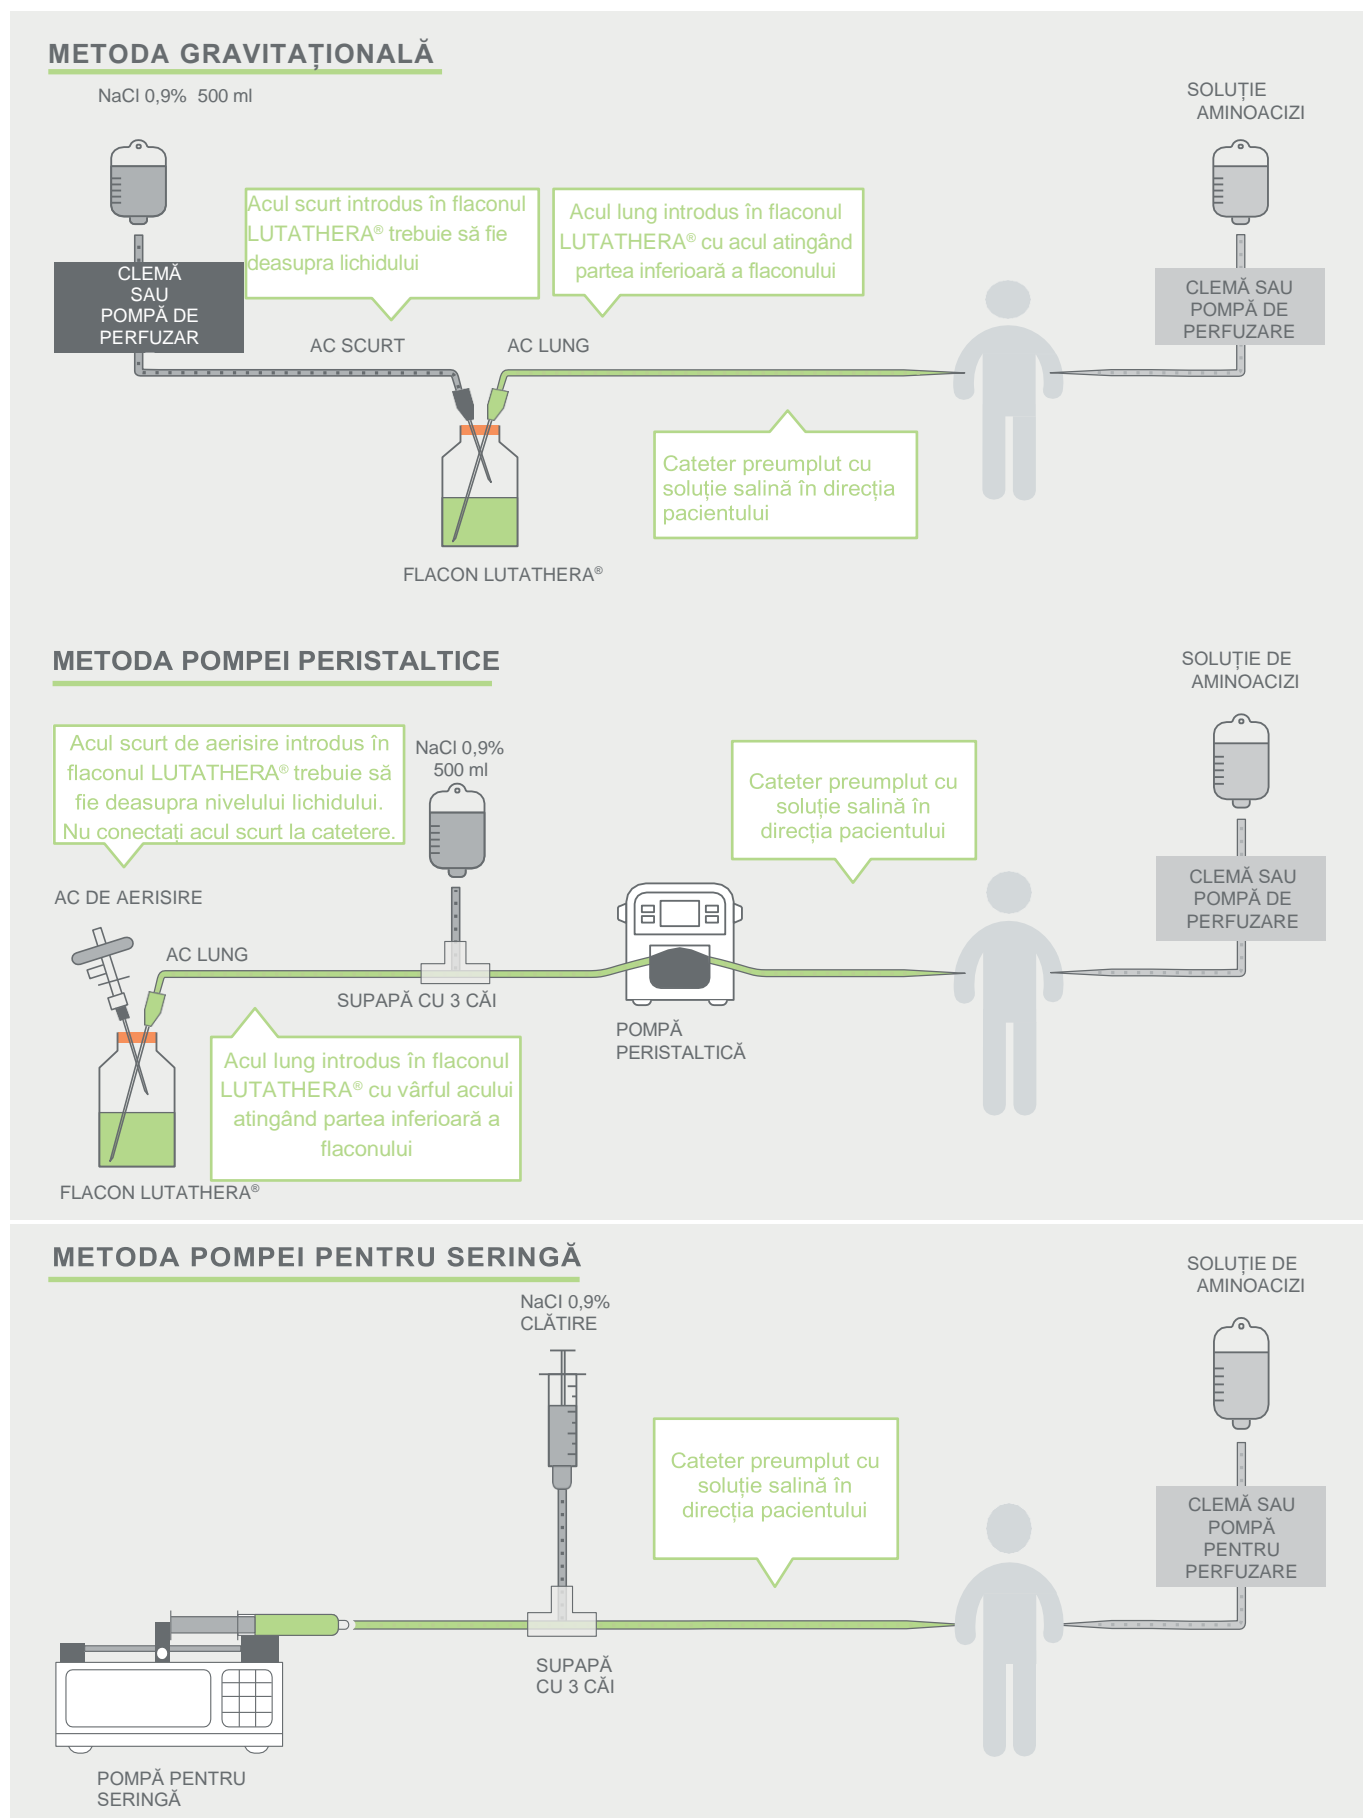 METODA GRAVITAȚIONALĂ
NaCl 0,9% 500 ml
SOLUȚIE
AMINOACIZI
Acul scurt introdus în flaconul
LUTATHERA® trebuie să fie
deasupra lichidului
Acul lung introdus în flaconul
LUTATHERA® cu acul atingând
partea inferioară a flaconului
CLEMĂ
SAU
POMPĂ DE
PERFUZAR
CLEMĂ SAU
POMPĂ DE
PERFUZARE
AC SCURT
AC LUNG
Cateter preumplut cu
soluție salină în direcția
pacientului
FLACON LUTATHERA®
METODA POMPEI PERISTALTICE
SOLUȚIE DE
AMINOACIZI
Acul scurt de aerisire introdus în
flaconul LUTATHERA® trebuie să
fie deasupra nivelului lichidului.
Nu conectați acul scurt la catetere.
NaCl 0,9%
500 ml
Cateter preumplut cu
soluție salină în
direcția pacientului
CLEMĂ SAU
POMPĂ DE
PERFUZARE
AC DE AERISIRE
AC LUNG
SUPAPĂ CU 3 CĂI
POMPĂ
PERISTALTICĂ
Acul lung introdus în flaconul
LUTATHERA® cu vârful acului
atingând partea inferioară a
flaconului
FLACON LUTATHERA®
METODA POMPEI PENTRU SERINGĂ
SOLUȚIE DE
AMINOACIZI
NaCl 0,9%
CLĂTIRE
Cateter preumplut cu
soluție salină în
direcția pacientului
CLEMĂ SAU
POMPĂ
PENTRU
PERFUZARE
SUPAPĂ
CU 3 CĂI
POMPĂ PENTRU
SERINGĂ